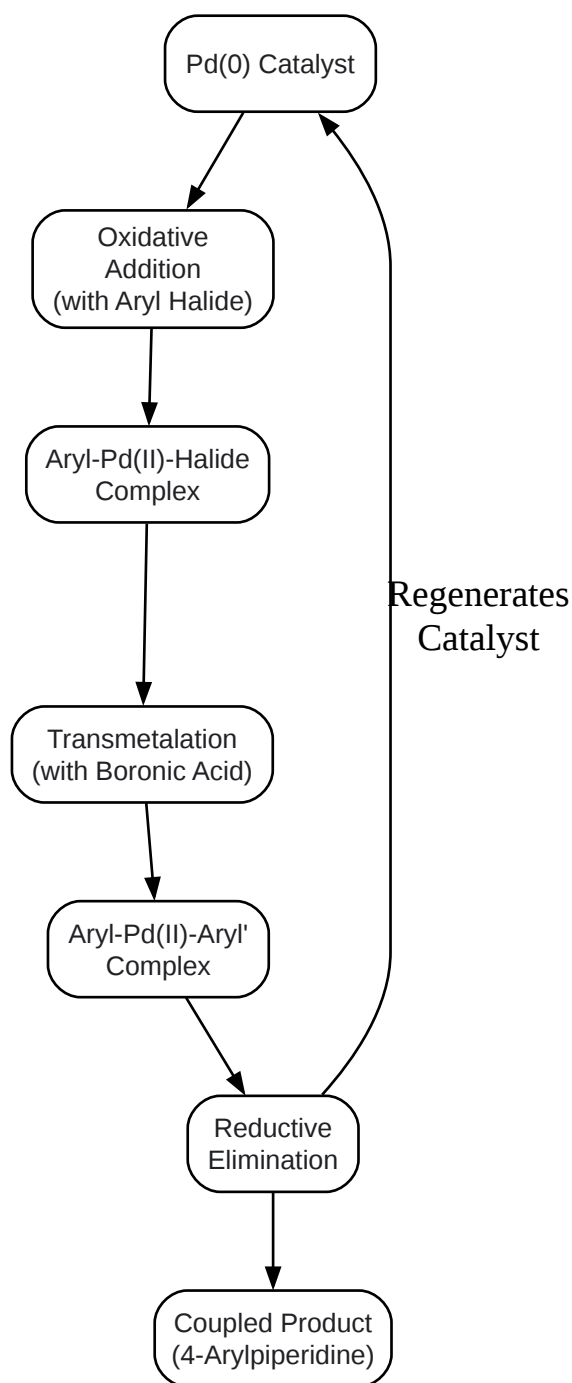 Pd(0) Catalyst
Oxidative
Addition
(with Aryl Halide)
Aryl-Pd(II)-Halide
Complex
Regenerates
Catalyst
Transmetalation
(with Boronic Acid)
Aryl-Pd(II)-Aryl'
Complex
Reductive
Elimination
Coupled Product
(4-Arylpiperidine)